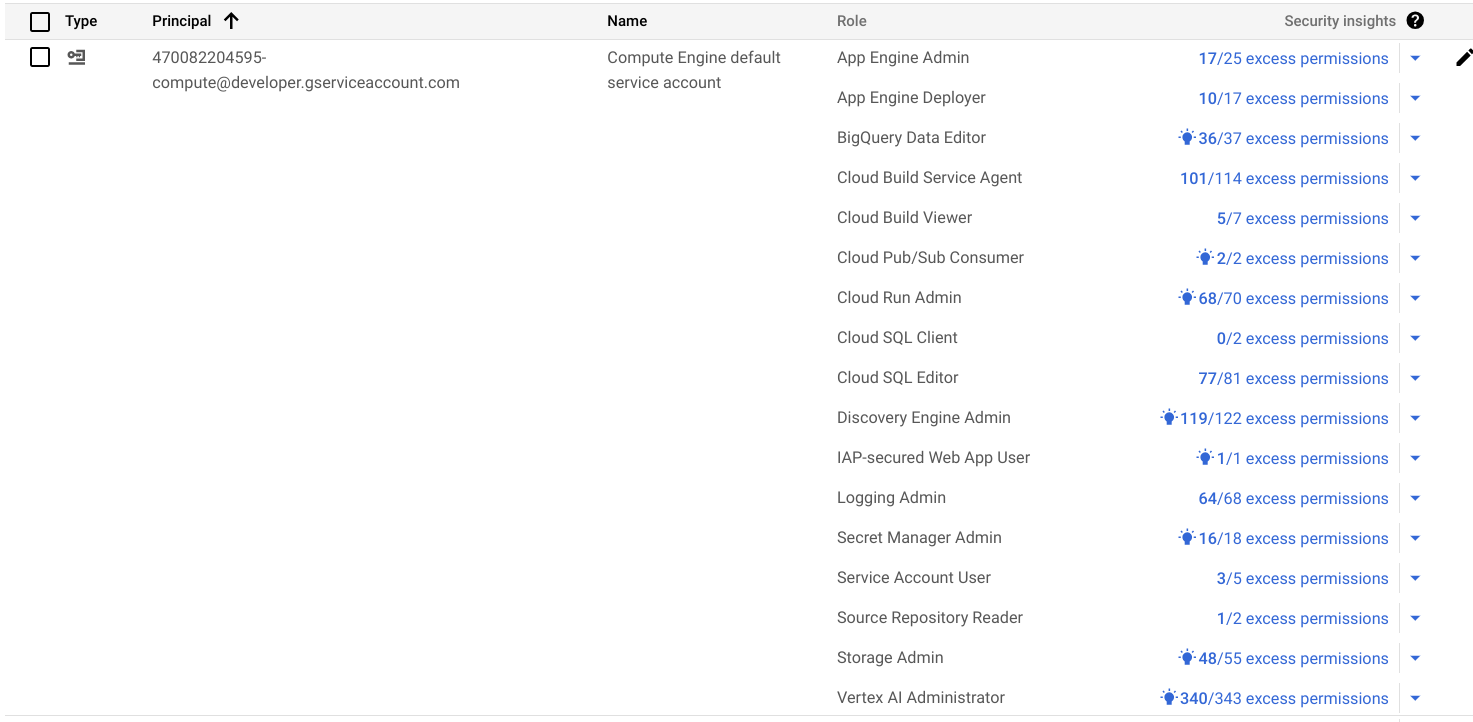 Type Principal Name Role Security insights
470082204595- Compute Engine default App Engine Admin 17/25 excess permissions
compute@developer.gserviceaccount.com service account
App Engine Deployer 10/17 excess permissions
BigQuery Data Editor 36/37 excess permissions
Cloud Build Service Agent 101/114 excess permissions
Cloud Build Viewer 5/7 excess permissions
Cloud Pub/Sub Consumer 2/2 excess permissions
Cloud Run Admin 68/70 excess permissions
Cloud SQL Client 0/2 excess permissions
Cloud SQL Editor 77/81 excess permissions
Discovery Engine Admin 119/122 excess permissions
IAP-secured Web App User 1/1 excess permissions
Logging Admin 64/68 excess permissions
Secret Manager Admin 16/18 excess permissions
Service Account User 3/5 excess permissions
Source Repository Reader 1/2 excess permissions
Storage Admin 48/55 excess permissions
Vertex AI Administrator 340/343 excess permissions